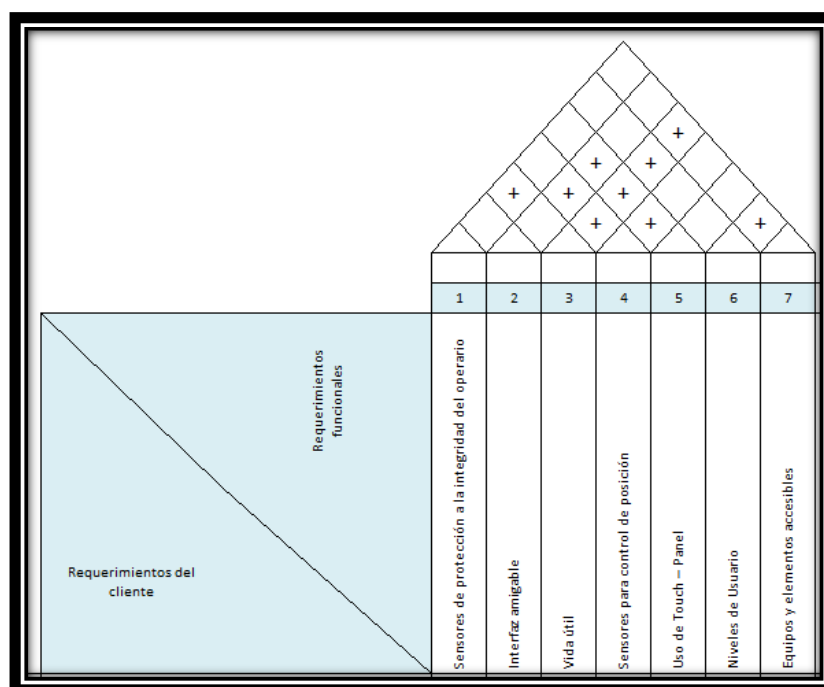 +
+ +
+ + +
+ + +
1 2 3 4 5 6 7
Requerimientos
funcionales
Requerimientos del
cliente
Sensores de protección a la integridad del operario
Interfaz amigable
Vida útil
Sensores para control de posición
Uso de Touch – Panel
Niveles de Usuario
Equipos y elementos accesibles